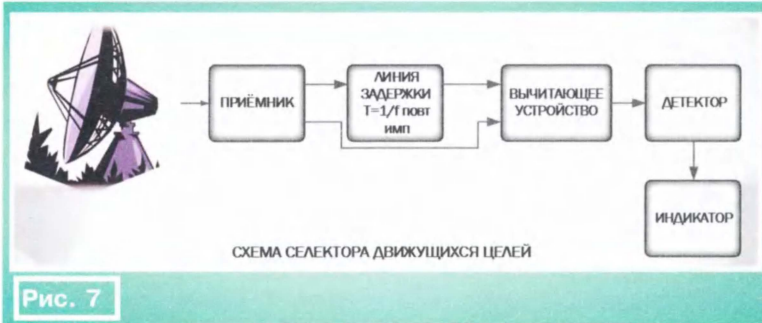 ПРИЁМНИК
ЛИНИЯ
ЗАДЕРЖКИ
T=1/f повт
имп
ВЫЧИТАЮЩЕЕ
УСТРОЙСТВО
ДЕТЕКТОР
ИНДИКАТОР
СХЕМА СЕЛЕКТОРА ДВИЖУЩИХСЯ ЦЕЛЕЙ
Рис. 7